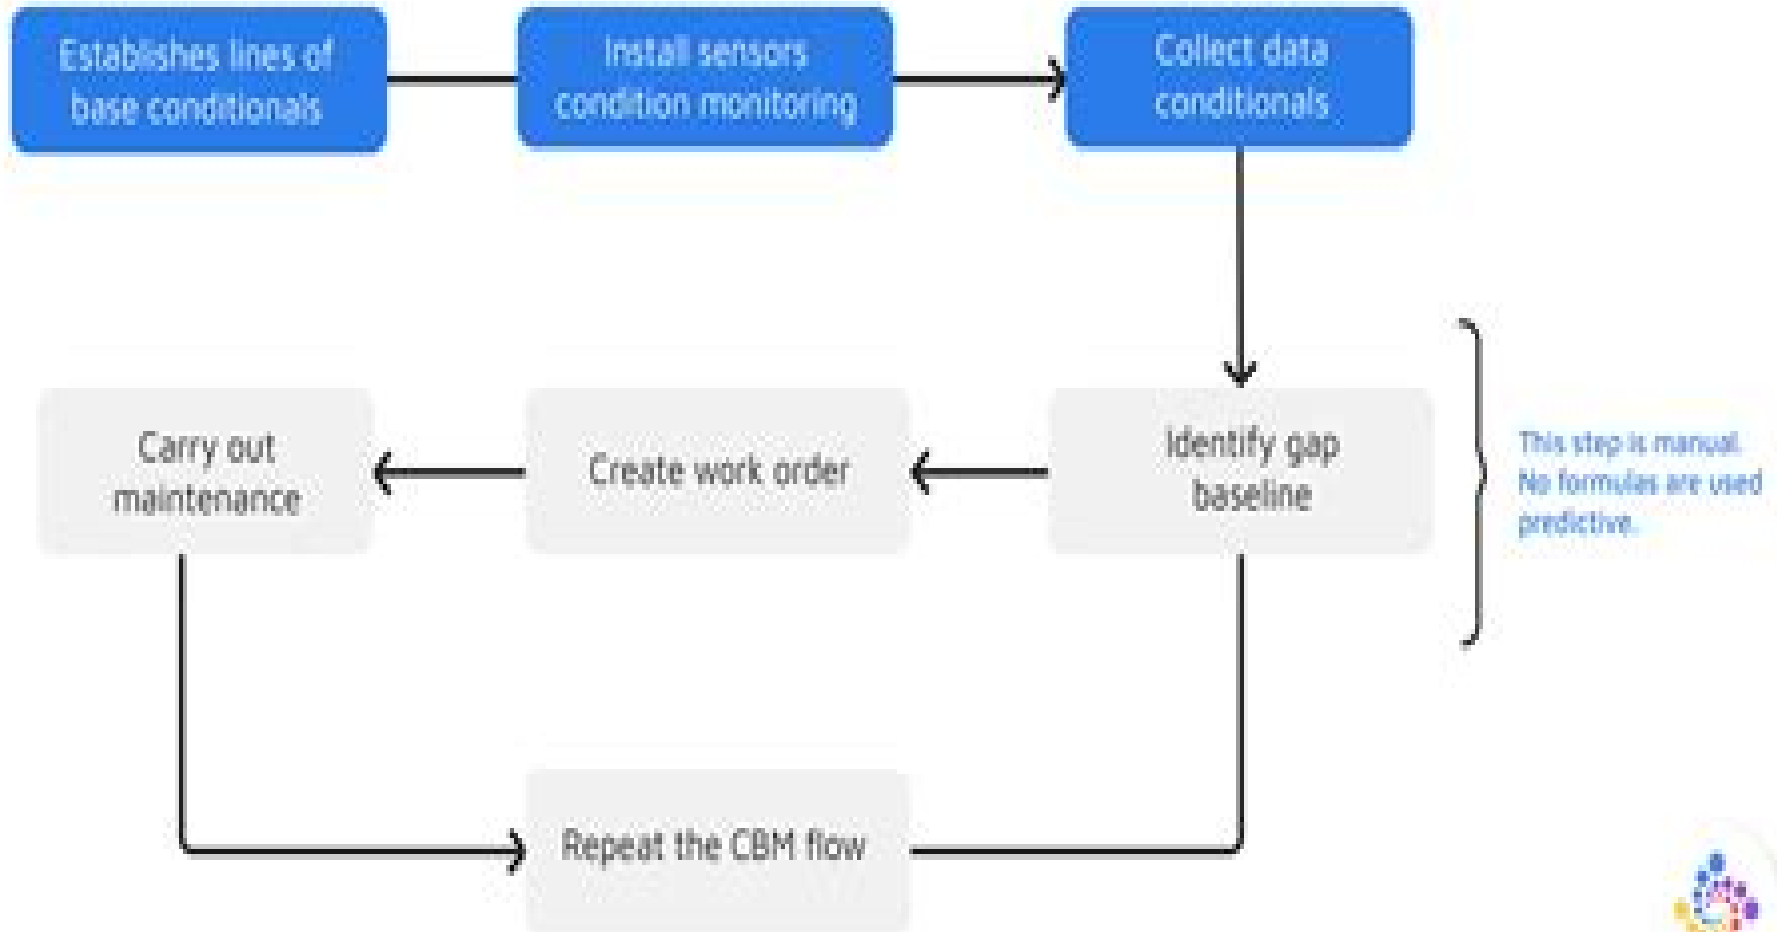 Establishes lines of
base conditionals
Install sensors
condition monitoring
Collect data
conditionals
Carry out
maintenance
Create work order
Identify gap
baseline
This step is manual.
No formulas are used
predictive.
Repeat the CBM flow